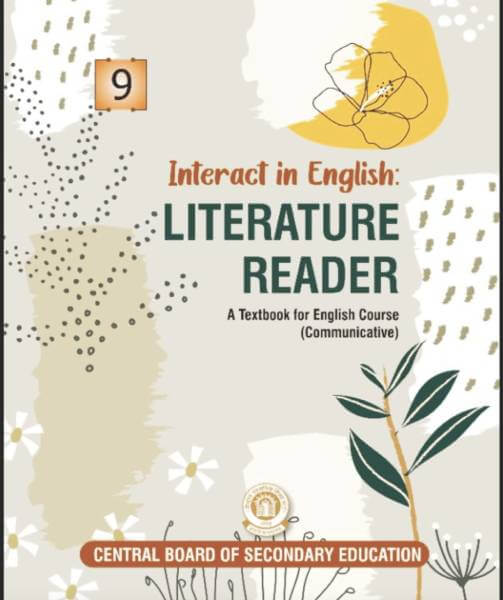 9
Interact in English:
LITERATURE
READER
A Textbook for English Course
(Communicative)
CENTRAL BOARD OF SECONDARY EDUCATION